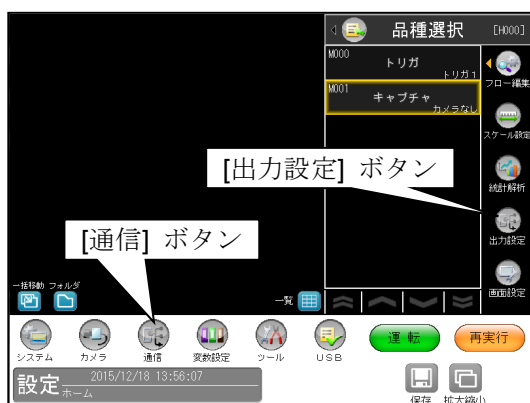 品種選択 [H000]
M000
トリガ
トリガ1
M001
キャプチャ
カメラなし
フロー編集
スケール設定
統計解析
出力設定
画面設定
[出力設定] ボタン
[通信] ボタン
一括移動 フォルダ
一覧
システム カメラ 通信 変数設定 ツール USB
運転 再実行
設定 2015/12/18 13:56:07
ホーム
保存 拡大縮小